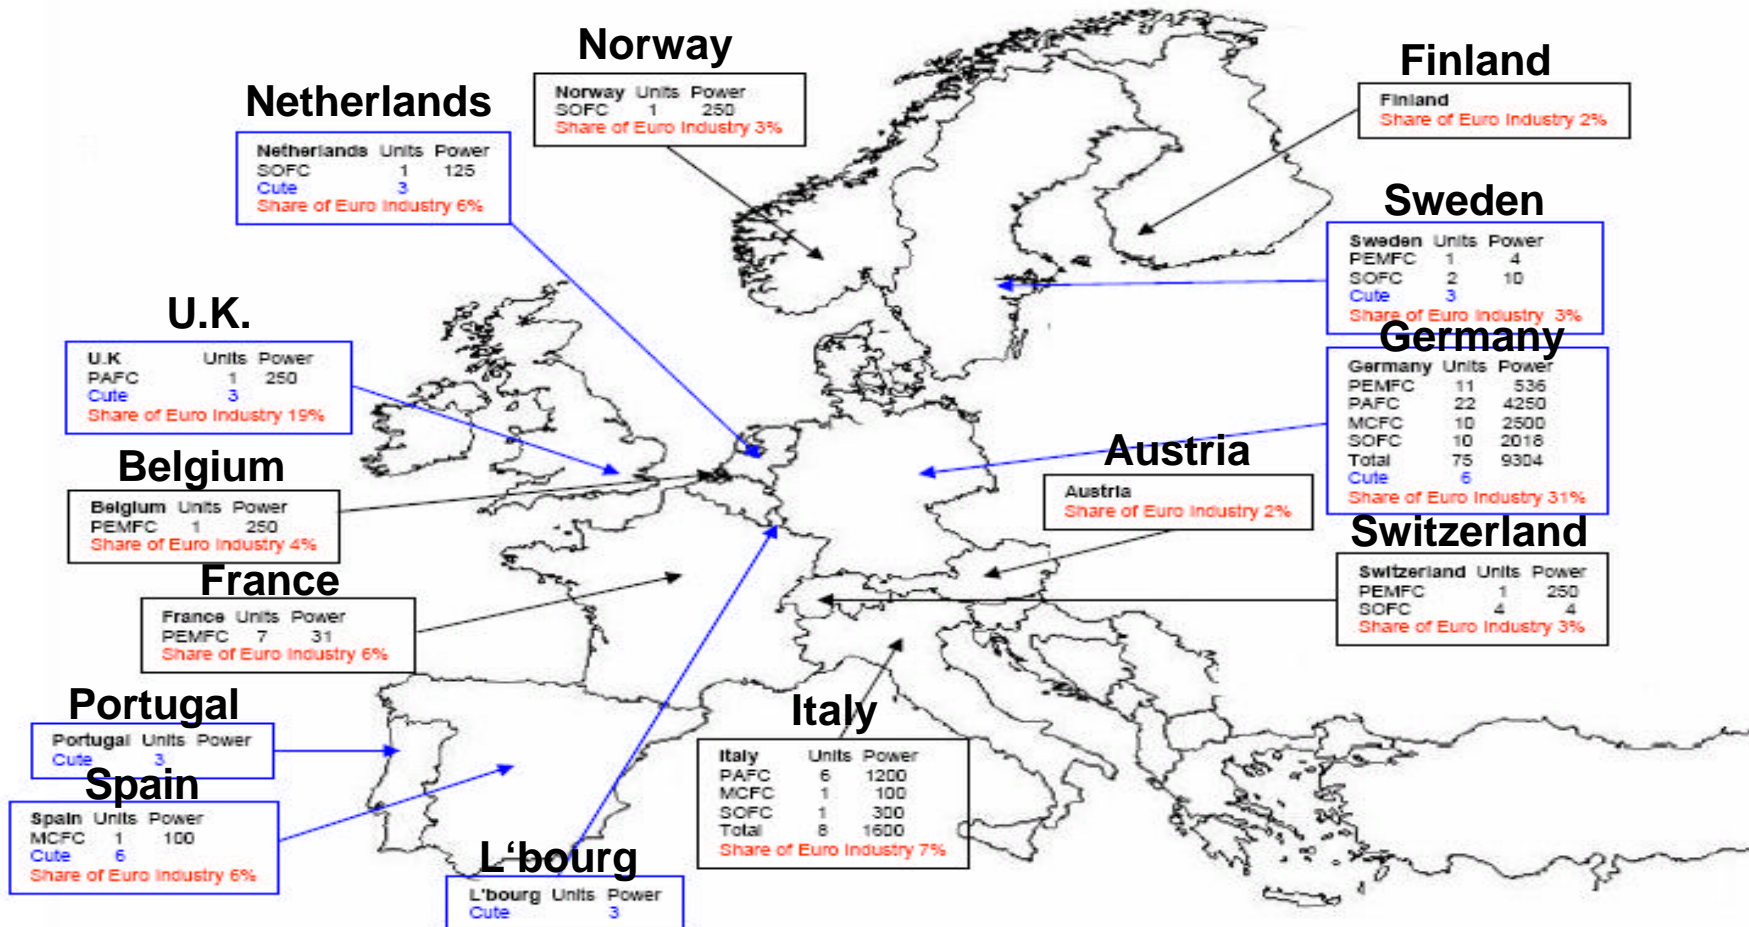 Norway
Norway Units Power
SOFC 1 250
Share of Euro Industry 3%
Finland
Finland
Share of Euro Industry 2%
Netherlands
Netherlands Units Power
SOFC 1 125
Cute 3
Share of Euro Industry 6%
Sweden
Sweden Units Power
PEMFC 1 4
SOFC 2 10
Cute 3
Share of Euro Industry 3%
U.K.
U.K Units Power
PAFC 1 250
Cute 3
Share of Euro Industry 19%
Germany
Germany Units Power
PEMFC 11 536
PAFC 22 4250
MCFC 10 2500
SOFC 10 2018
Total 75 9304
Cute 6
Share of Euro Industry 31%
Belgium
Belgium Units Power
PEMFC 1 250
Share of Euro Industry 4%
Austria
Austria
Share of Euro Industry 2%
Switzerland
Switzerland Units Power
PEMFC 1 250
SOFC 4 4
Share of Euro Industry 3%
France
France Units Power
PEMFC 7 31
Share of Euro Industry 6%
Portugal
Portugal Units Power
Cute 3
Italy
Italy Units Power
PAFC 6 1200
MCFC 1 100
SOFC 1 300
Total 8 1600
Share of Euro Industry 7%
Spain
Spain Units Power
MCFC 1 100
Cute 6
Share of Euro Industry 6%
L‘bourg
L'bourg Units Power
Cute 3